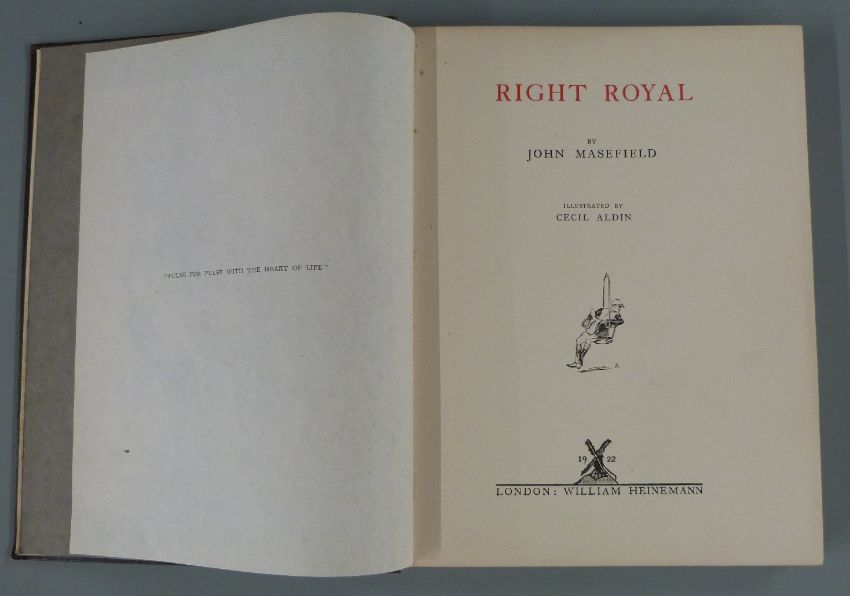 "PULSE FOR PULSE WITH THE HEART OF LIFE"
RIGHT ROYAL
BY
JOHN MASEFIELD
ILLUSTRATED BY
CECIL ALDIN
19 22
LONDON: WILLIAM HEINEMANN